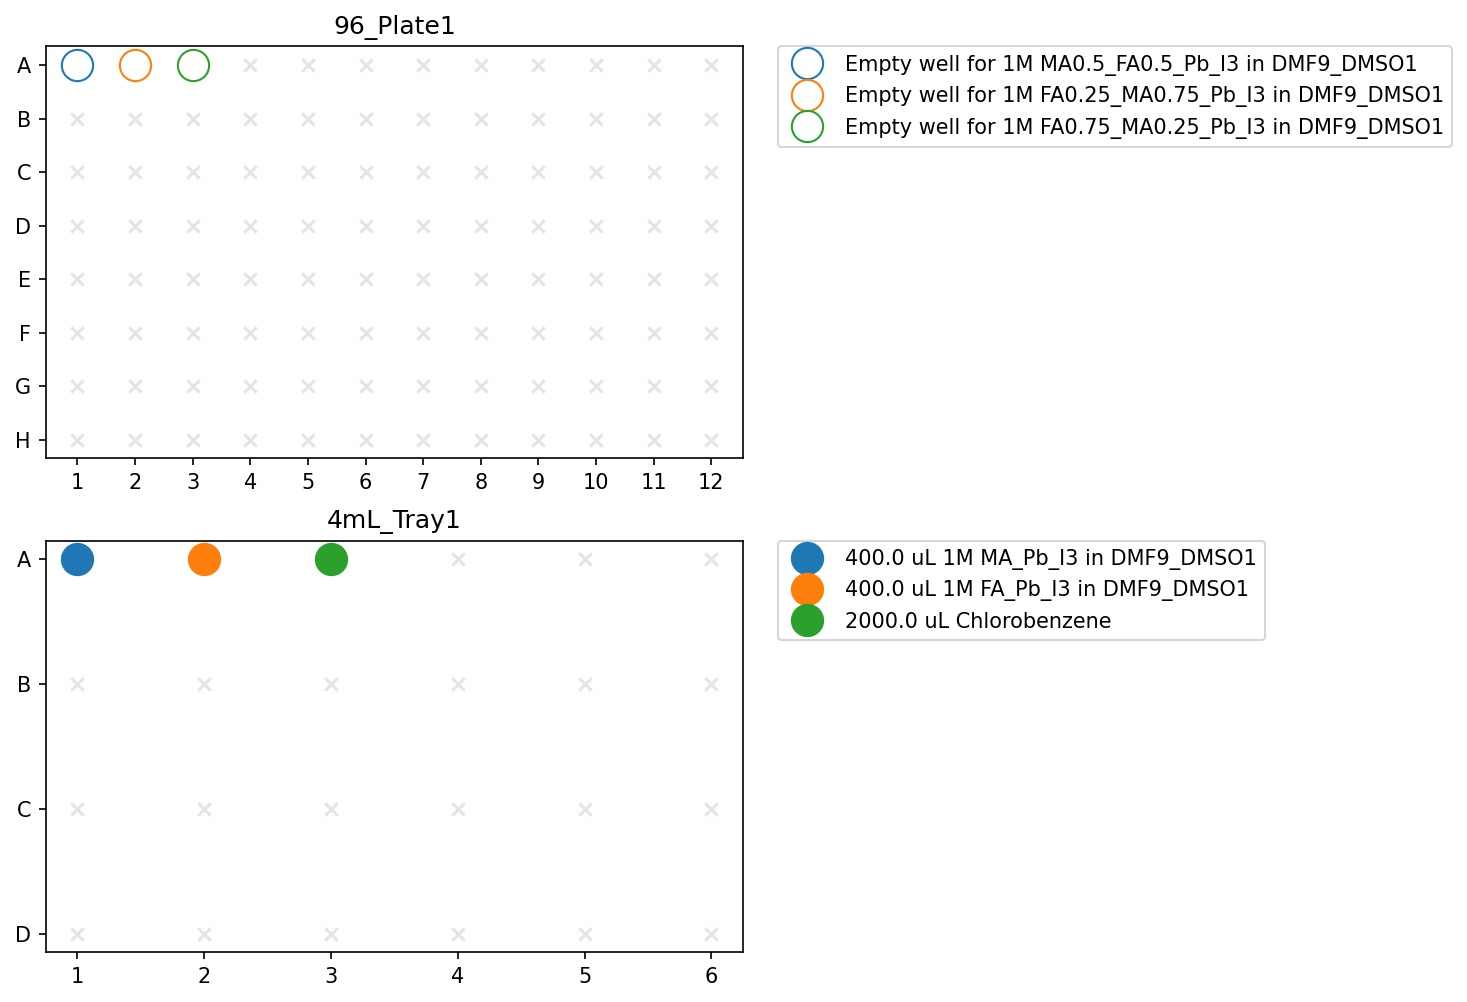 96_Plate1
A
B
C
D
E
F
G
H
1 2 3 4 5 6 7 8 9 10 11 12
Empty well for 1M MA0.5_FA0.5_Pb_I3 in DMF9_DMSO1
Empty well for 1M FA0.25_MA0.75_Pb_I3 in DMF9_DMSO1
Empty well for 1M FA0.75_MA0.25_Pb_I3 in DMF9_DMSO1
4mL_Tray1
A
B
C
D
1 2 3 4 5 6
400.0 uL 1M MA_Pb_I3 in DMF9_DMSO1
400.0 uL 1M FA_Pb_I3 in DMF9_DMSO1
2000.0 uL Chlorobenzene